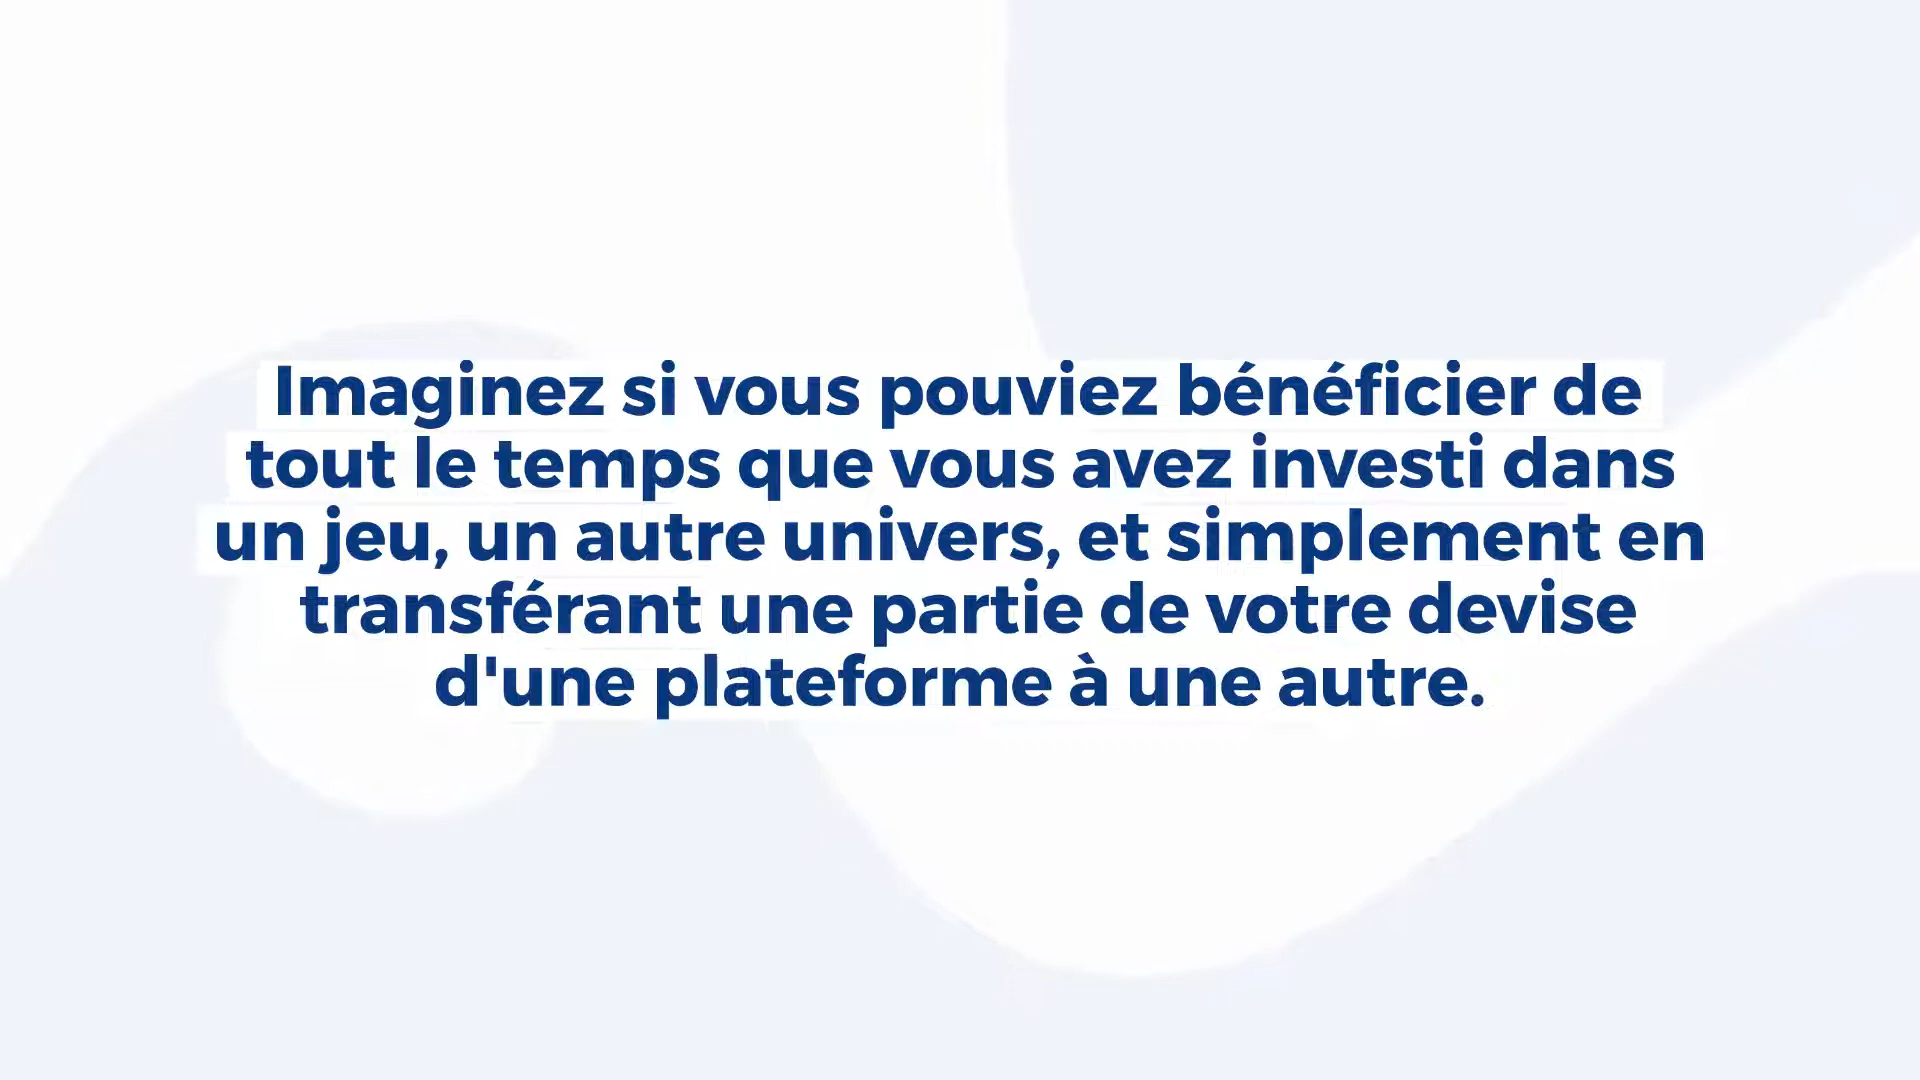 Imaginez si vous pouviez bénéficier de
tout le temps que vous avez investi dans
un jeu, un autre univers, et simplement en
transférant une partie de votre devise
d'une plateforme à une autre.